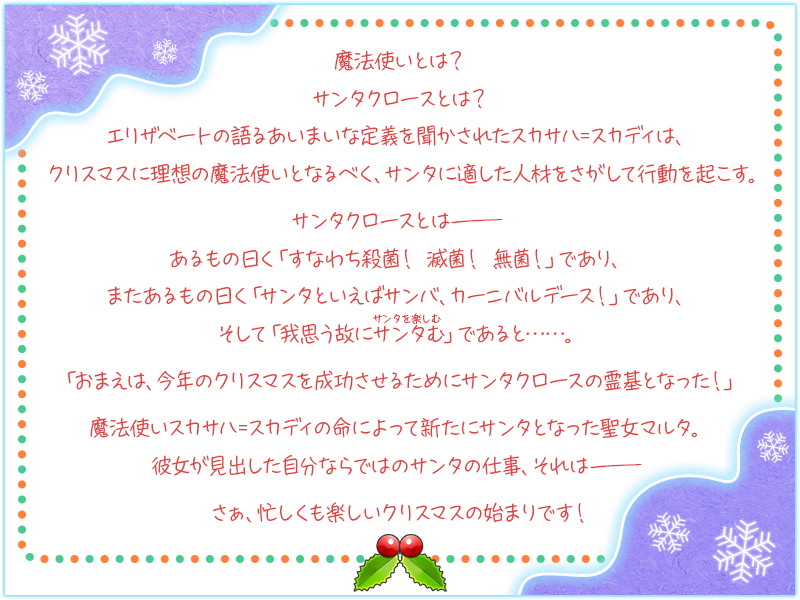 魔法使いとは？
サンタクロースとは？
エリザベートの語るあいまいな定義を聞かされたスカサハ=スカディは、
クリスマスに理想の魔法使いとなるべく、サンタに適した人材をさがして行動を起こす。
サンタクロースとは───
あるもの曰く「すなわち殺菌！ 滅菌！ 無菌！」であり、
またあるもの曰く「サンタといえばサンバ、カーニバルデース！」であり、
サンタを楽しむ
そして「我思う故にサンタむ」であると……。
「おまえは、今年のクリスマスを成功させるためにサンタクロースの霊基となった！」
魔法使いスカサハ=スカディの命によって新たにサンタとなった聖女マルタ。
彼女が見出した自分ならではのサンタの仕事、それは───
さぁ、忙しくも楽しいクリスマスの始まりです！